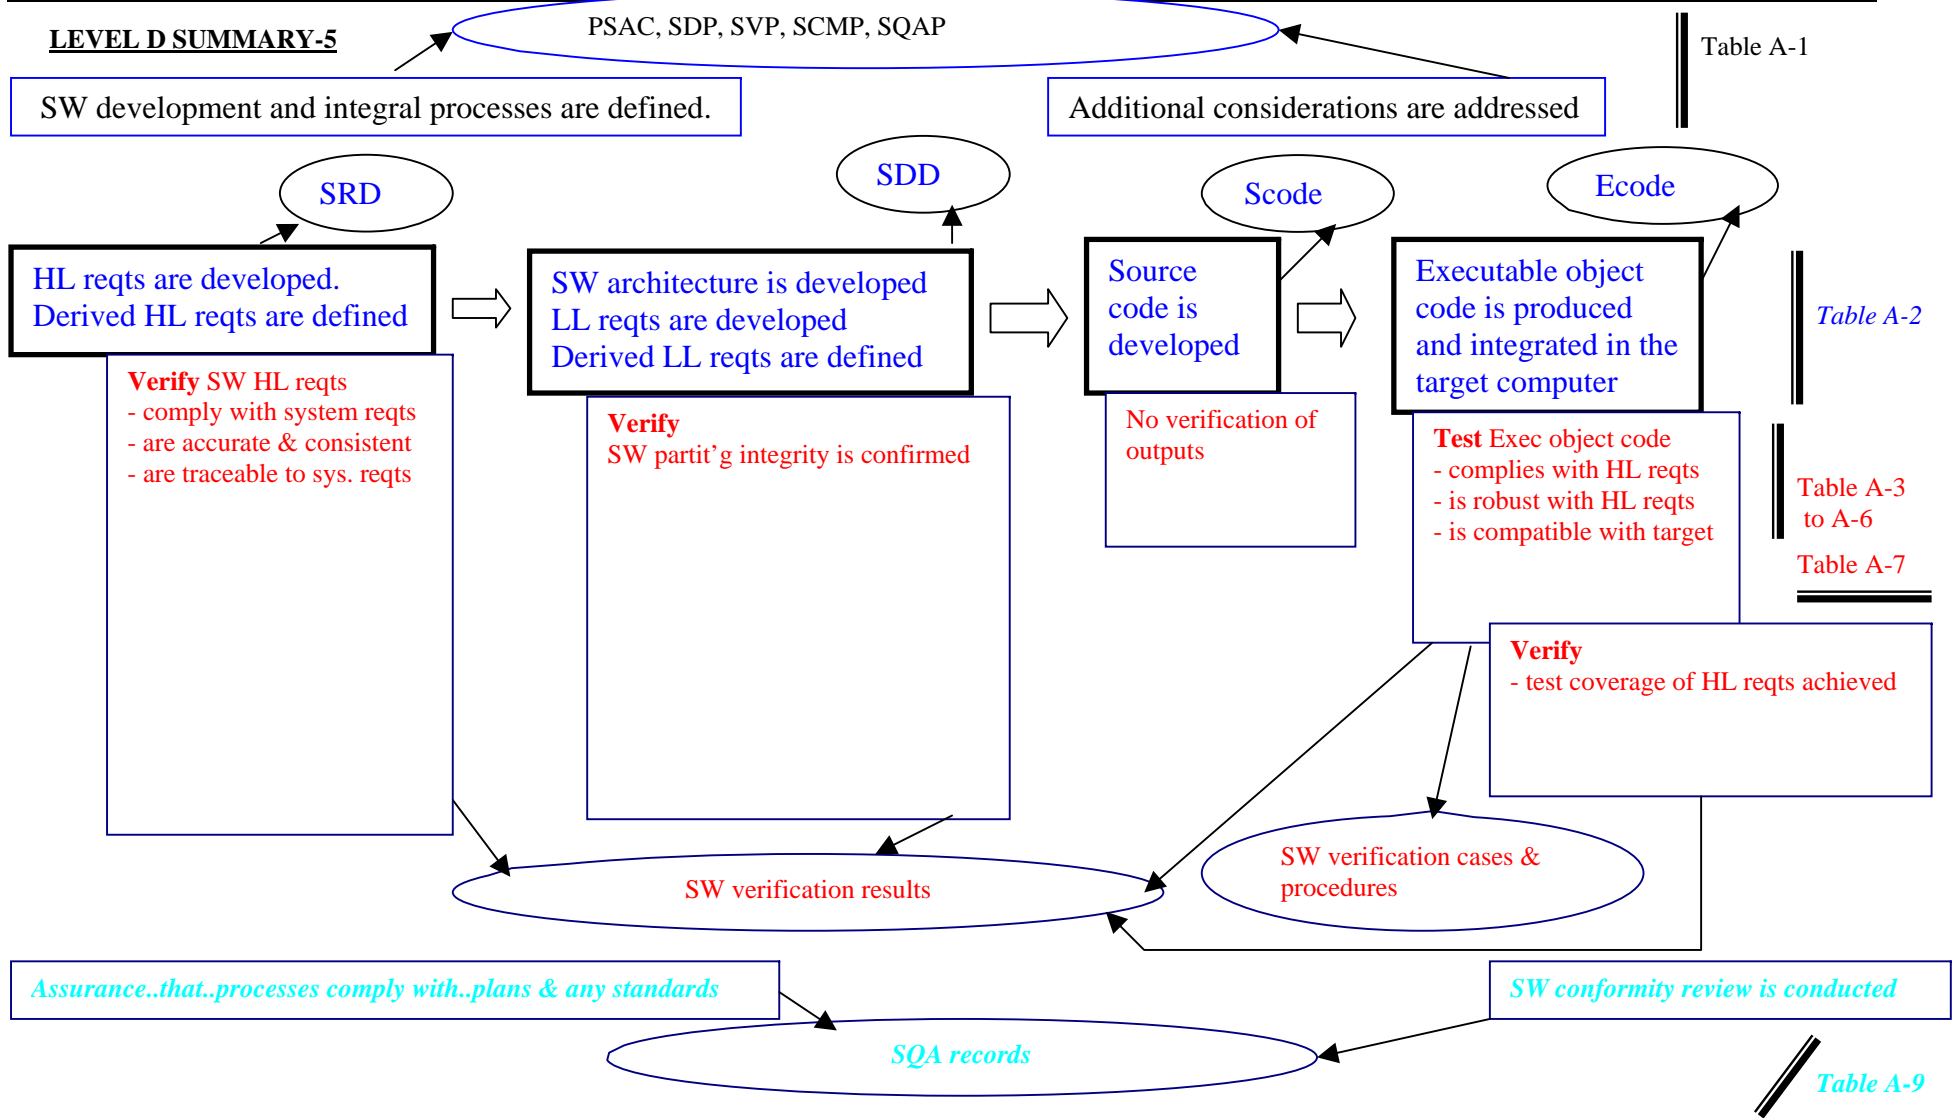 LEVEL D SUMMARY-5
PSAC, SDP, SVP, SCMP, SQAP
Table A-1
SW development and integral processes are defined.
Additional considerations are addressed
SRD
SDD
Scode
Ecode
HL reqts are developed.
Derived HL reqts are defined
SW architecture is developed
LL reqts are developed
Derived LL reqts are defined
Source
code is
developed
Executable object
code is produced
and integrated in the
target computer
Table A-2
Verify SW HL reqts
- comply with system reqts
- are accurate & consistent
- are traceable to sys. reqts
Verify
SW partit’g integrity is confirmed
No verification of
outputs
Test Exec object code
- complies with HL reqts
- is robust with HL reqts
- is compatible with target
Table A-3
to A-6
Table A-7
Verify
- test coverage of HL reqts achieved
SW verification results
SW verification cases &
procedures
Assurance..that..processes comply with..plans & any standards
SW conformity review is conducted
SQA records
Table A-9